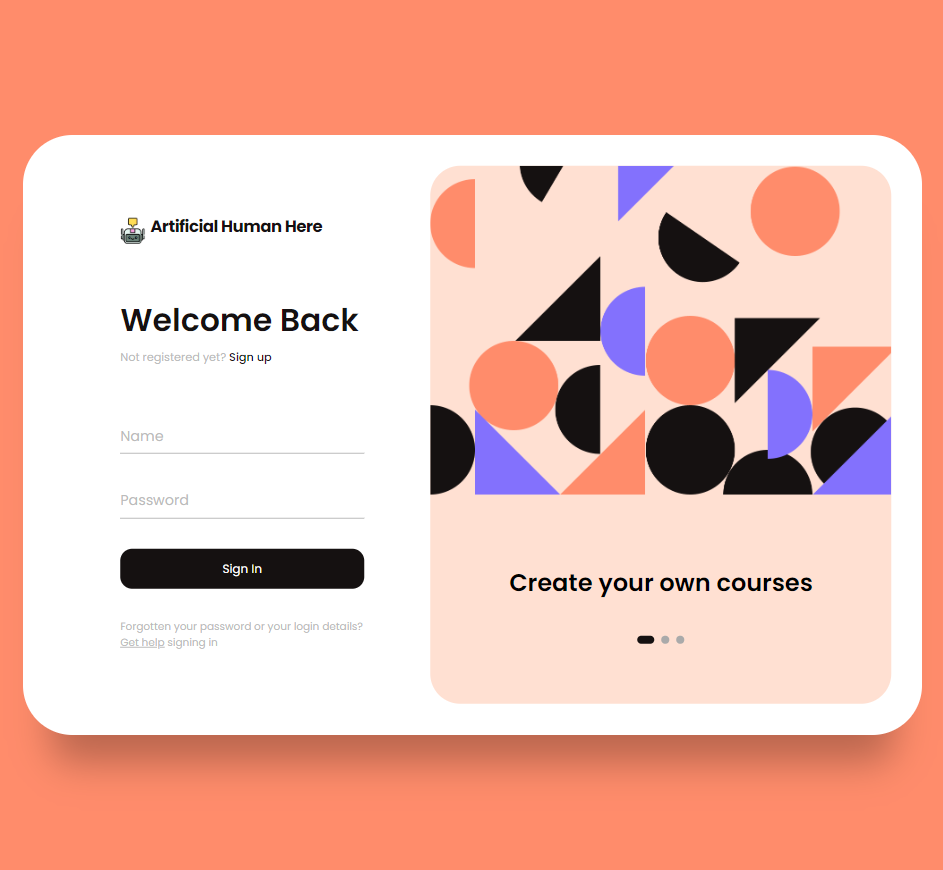 Artificial Human Here
Welcome Back
Not registered yet? Sign up
Name
Password
Sign In
Forgotten your password or your login details?
Get help signing in
Create your own courses